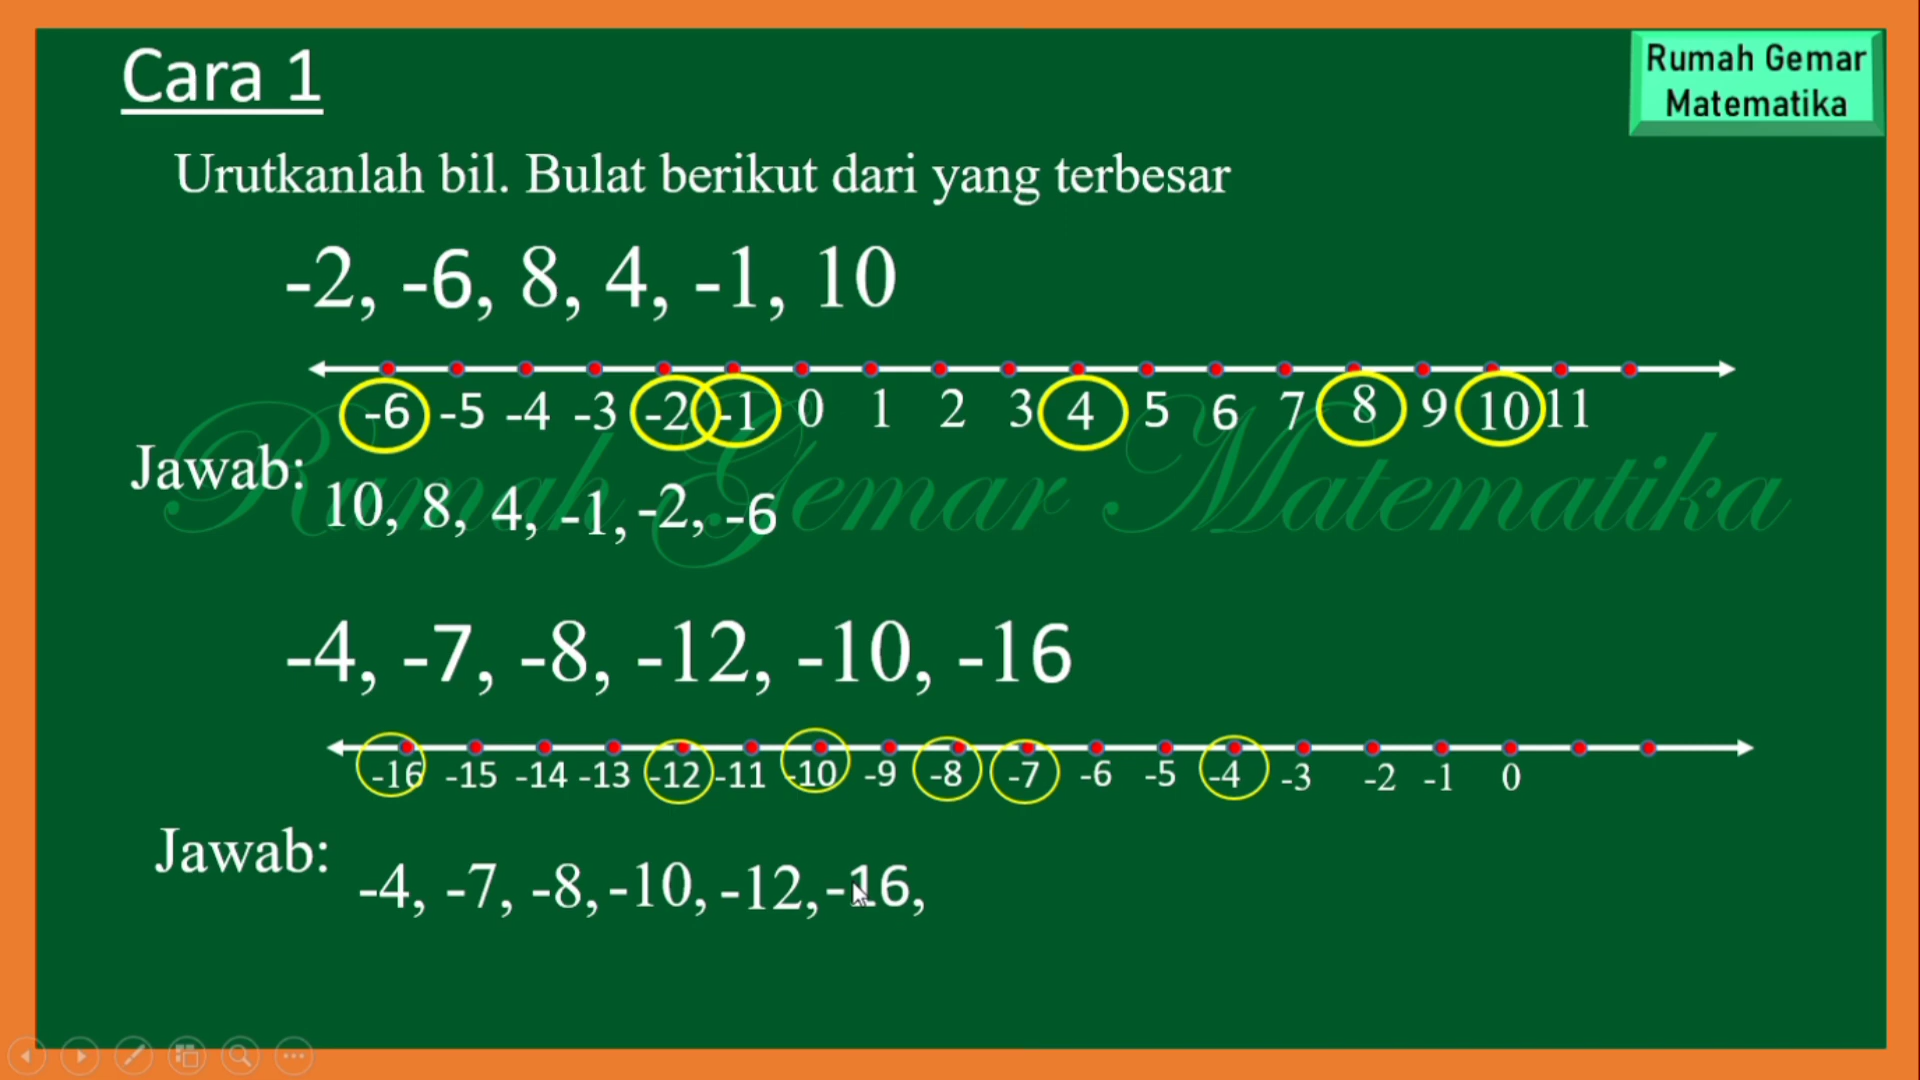 Cara 1
Rumah Gemar
Matematika
Urutkanlah bil. Bulat berikut dari yang terbesar
-2, -6, 8, 4, -1, 10
-6 -5 -4 -3 -2 -1 0 1 2 3 4 5 6 7 8 9 10 11
Rumah Gemar Matematika
Jawab:
10, 8, 4, -1, -2, -6
-4, -7, -8, -12, -10, -16
-16 -15 -14 -13 -12 -11 -10 -9 -8 -7 -6 -5 -4 -3 -2 -1 0
Jawab:
-4, -7, -8, -10, -12, -16,